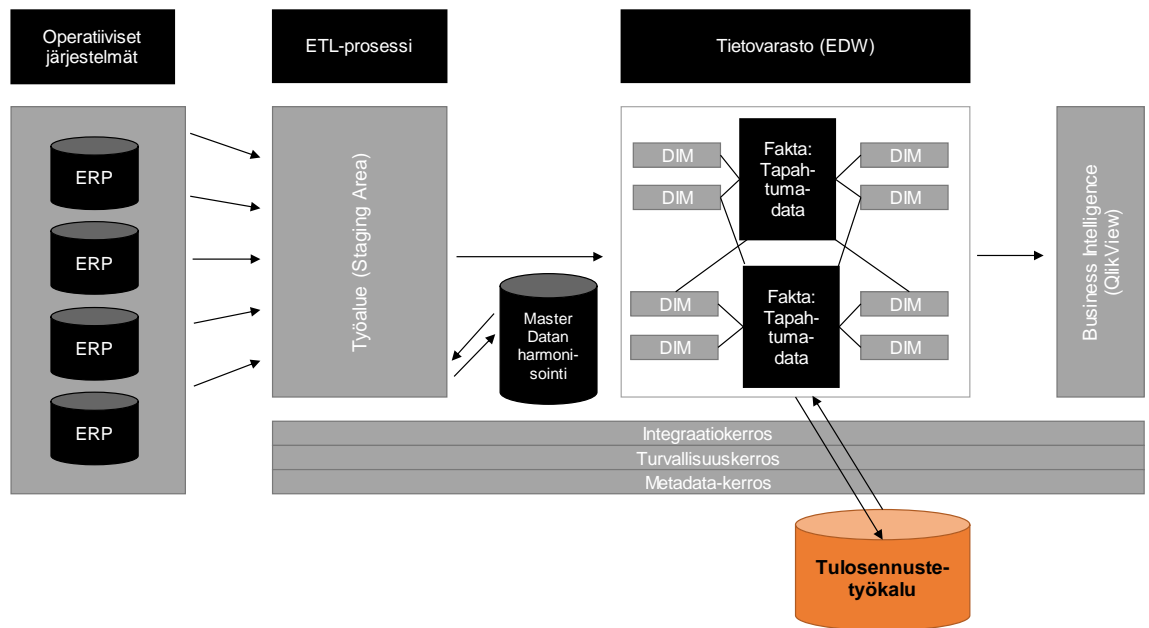 Operatiiviset
järjestelmät
ETL-prosessi
Tietovarasto (EDW)
ERP
ERP
ERP
ERP
Työalue (Staging Area)
Master
Datan
harmoni-
sointi
DIM
DIM
Fakta:
Tapah-
tuma-
data
DIM
DIM
DIM
DIM
Fakta:
Tapah-
tuma-
data
DIM
DIM
Business Intelligence
(QlikView)
Integraatiokerros
Turvallisuuskerros
Metadata-kerros
Tulosennuste-
työkalu